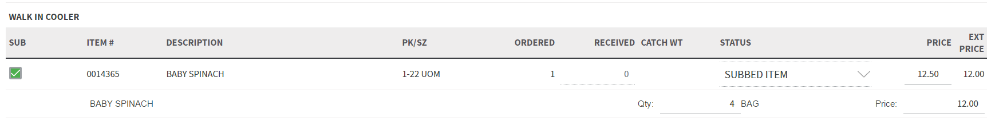 WALK IN COOLER
SUB ITEM # DESCRIPTION PK/SZ ORDERED RECEIVED CATCH WT STATUS PRICE EXT PRICE
0014365 BABY SPINACH 1-22 UOM 1 0 SUBBED ITEM 12.50 12.00
BABY SPINACH Qty: 4 BAG Price: 12.00